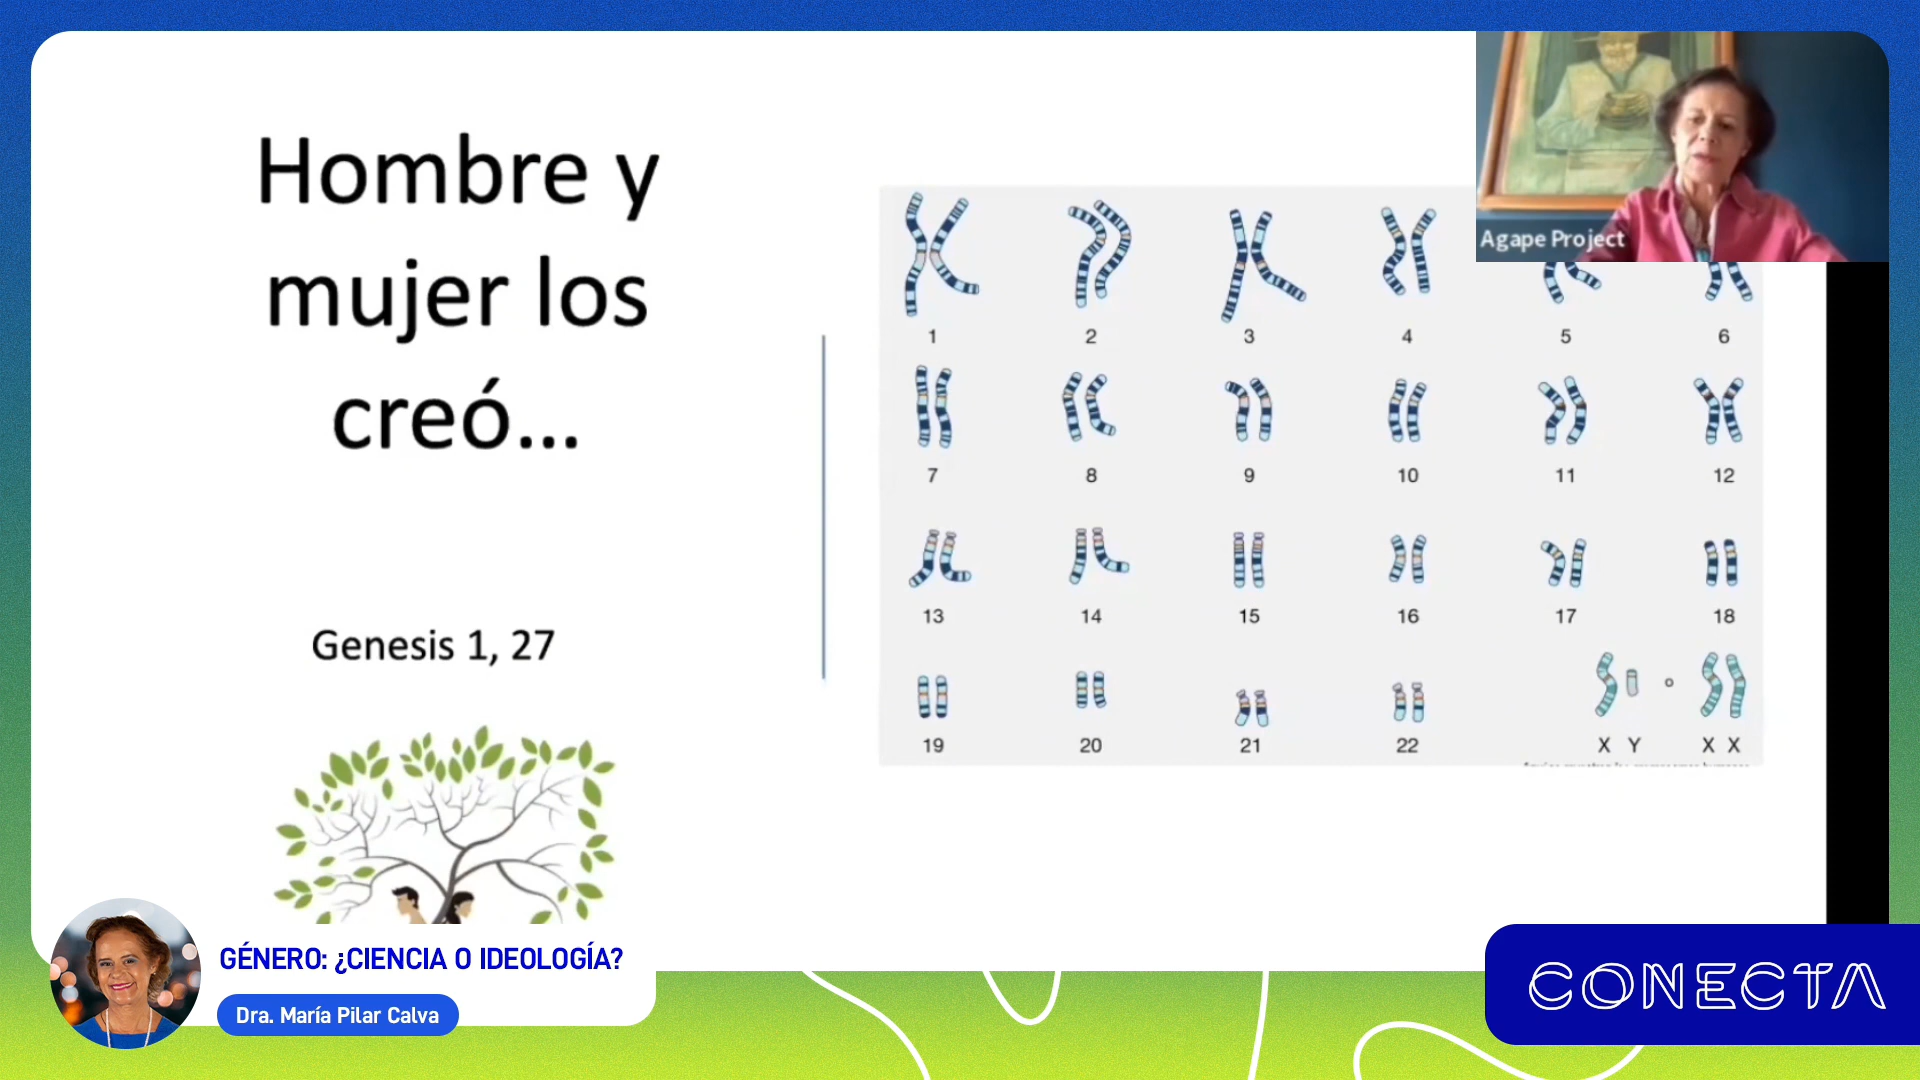 Hombre y
mujer los
creó...
Genesis 1, 27
1 2 3 4 5 6
7 8 9 10 11 12
13 14 15 16 17 18
o
19 20 21 22 X Y X X
Agape Project
GÉNERO: ¿CIENCIA O IDEOLOGÍA?
Dra. María Pilar Calva
CONECTA